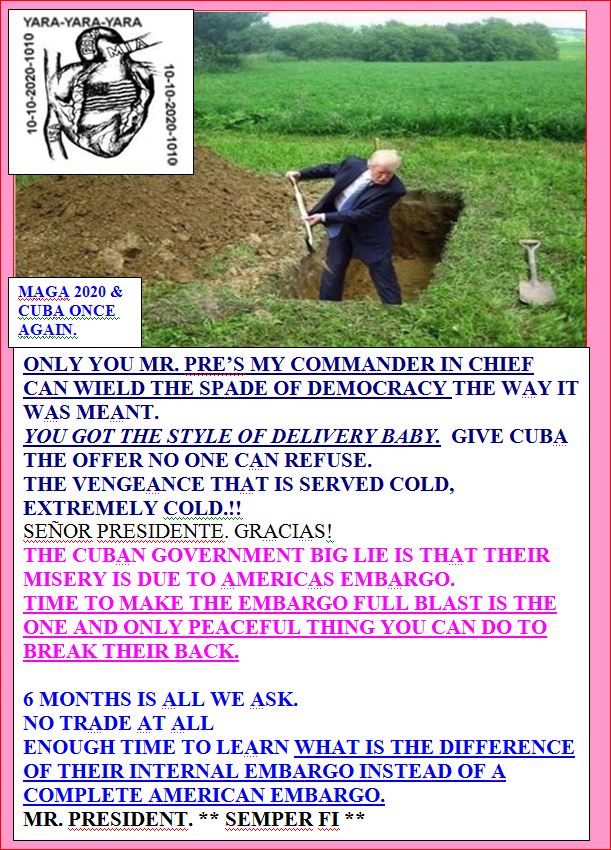 YARA-YARA-YARA
MIA
10-10-2020-1010
10-10-2020-1010
MAGA 2020 &
CUBA ONCE
AGAIN.
ONLY YOU MR. PRE’S MY COMMANDER IN CHIEF
CAN WIELD THE SPADE OF DEMOCRACY THE WAY IT
WAS MEANT.
YOU GOT THE STYLE OF DELIVERY BABY. GIVE CUBA
THE OFFER NO ONE CAN REFUSE.
THE VENGEANCE THAT IS SERVED COLD,
EXTREMELY COLD.!!
SEÑOR PRESIDENTE. GRACIAS!
THE CUBAN GOVERNMENT BIG LIE IS THAT THEIR
MISERY IS DUE TO AMERICAS EMBARGO.
TIME TO MAKE THE EMBARGO FULL BLAST IS THE
ONE AND ONLY PEACEFUL THING YOU CAN DO TO
BREAK THEIR BACK.
6 MONTHS IS ALL WE ASK.
NO TRADE AT ALL
ENOUGH TIME TO LEARN WHAT IS THE DIFFERENCE
OF THEIR INTERNAL EMBARGO INSTEAD OF A
COMPLETE AMERICAN EMBARGO.
MR. PRESIDENT. ** SEMPER FI **